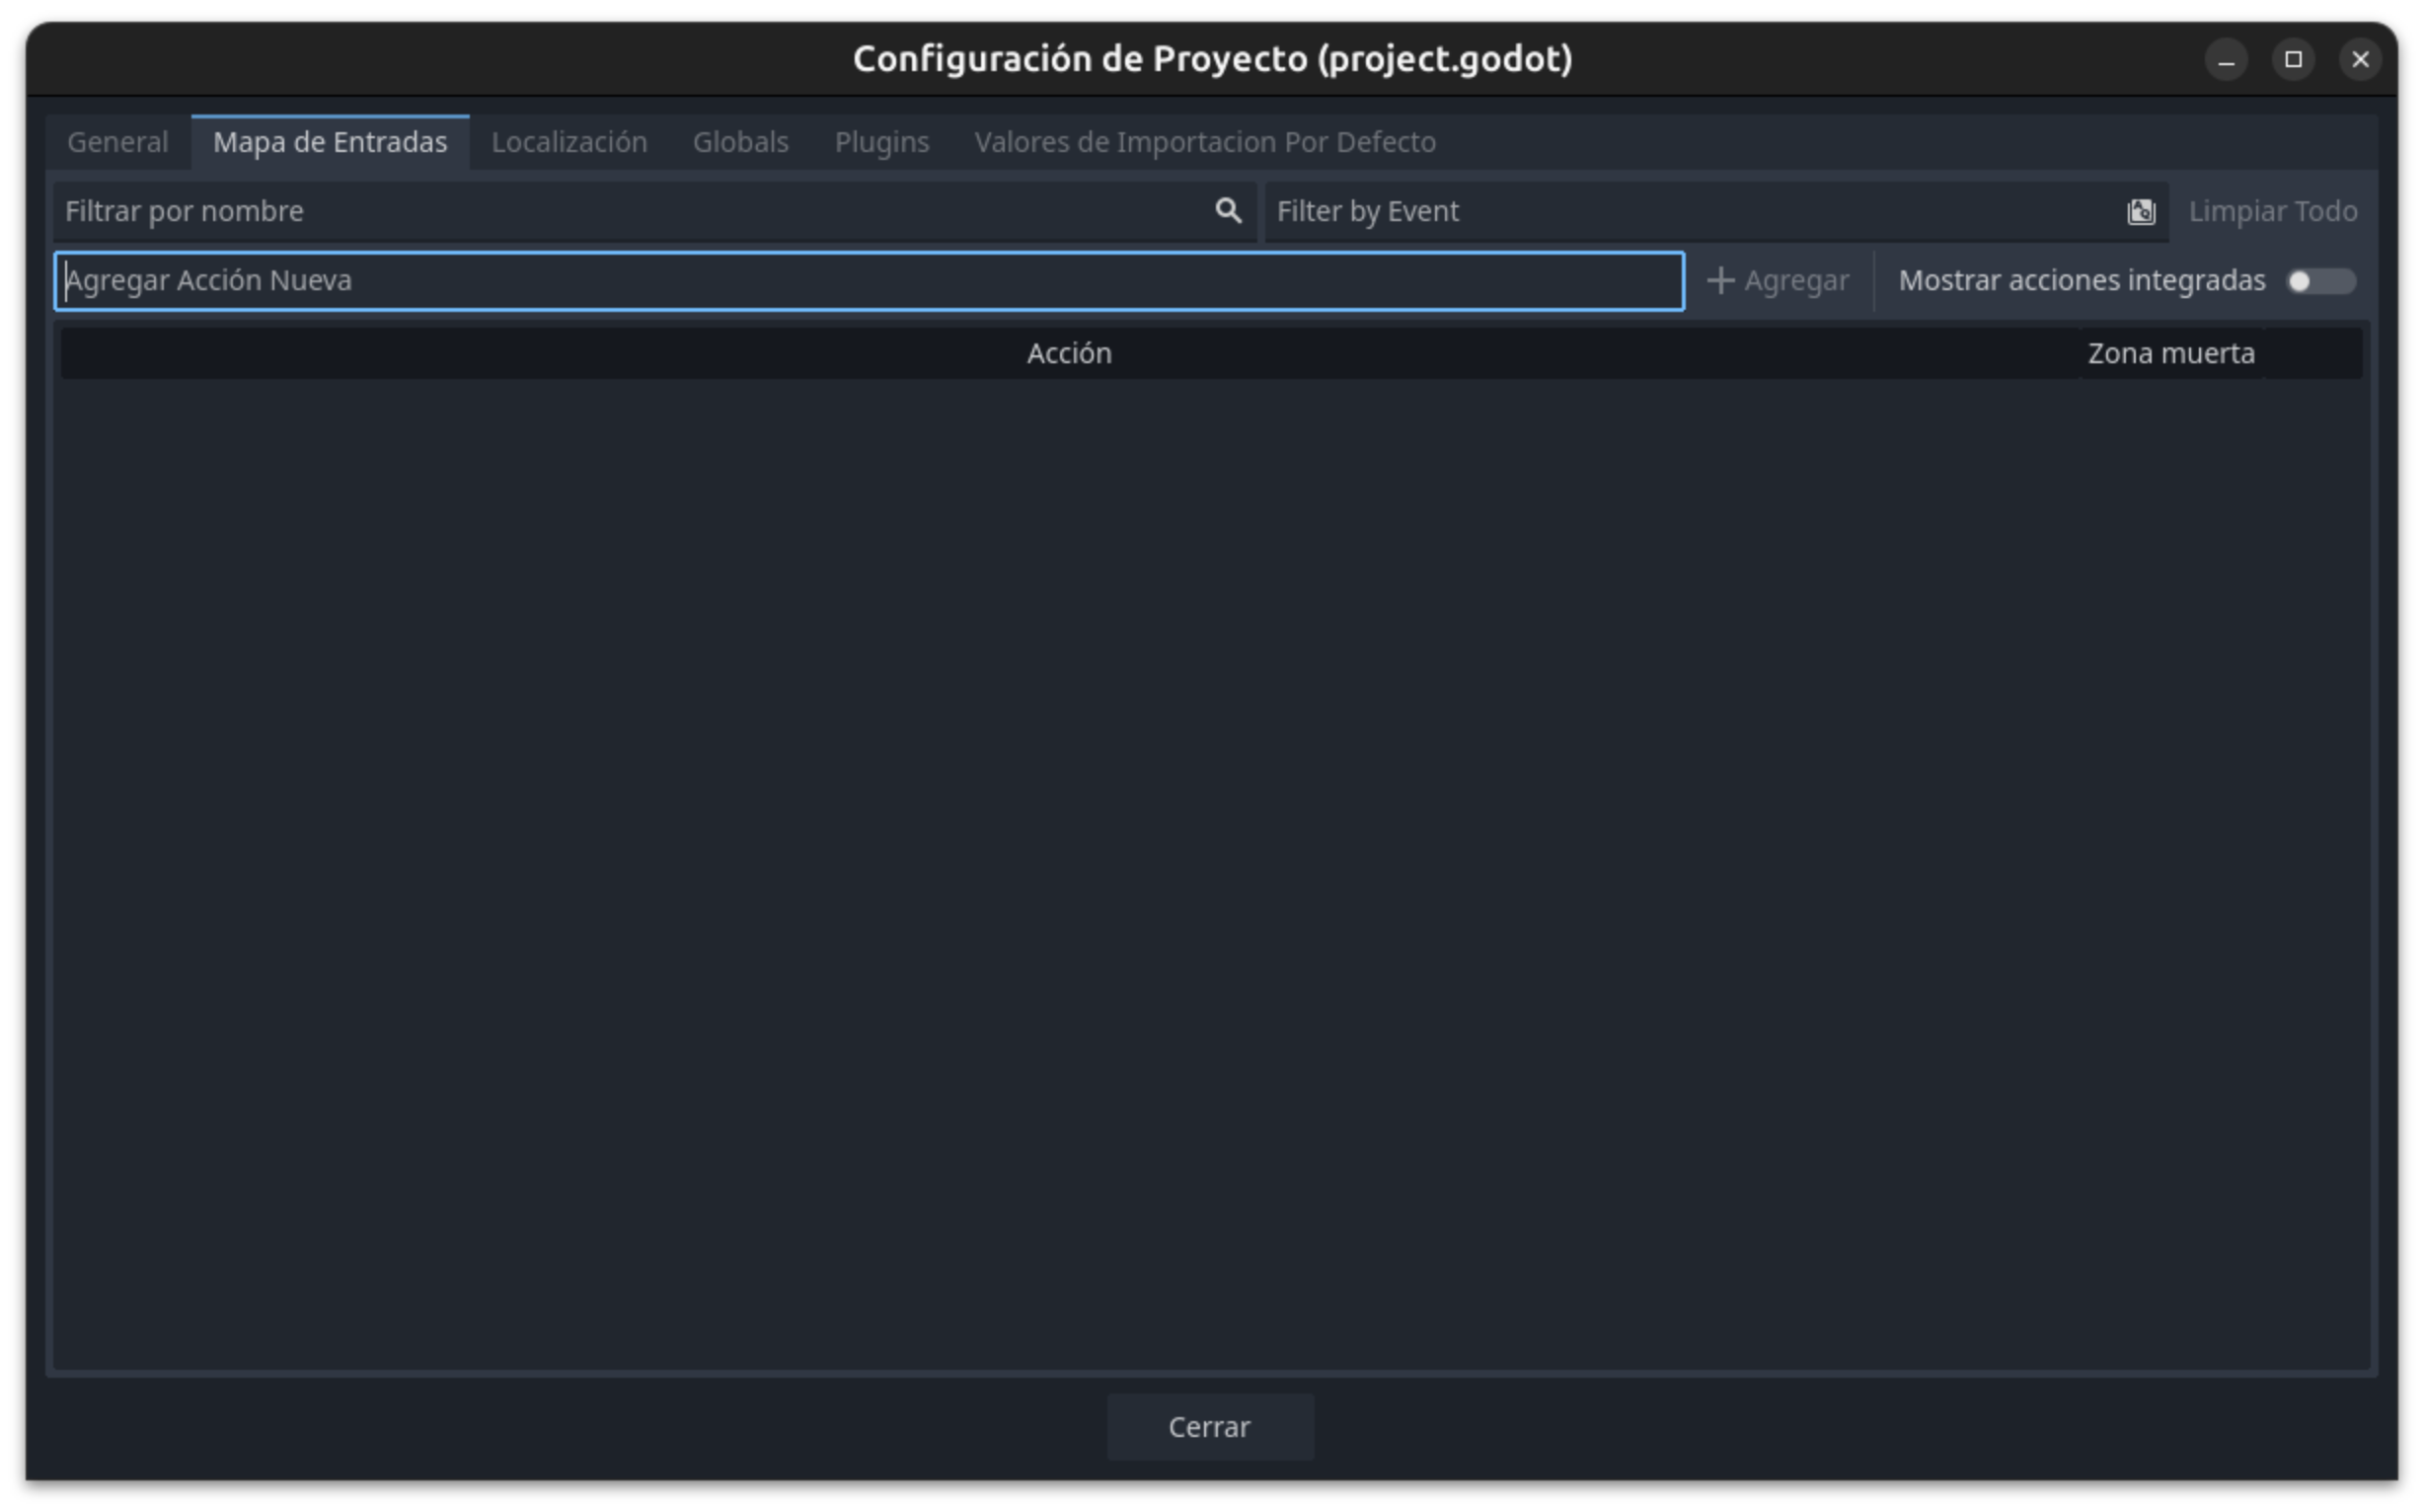 Configuración de Proyecto (project.godot)
General Mapa de Entradas Localización Globals Plugins Valores de Importacion Por Defecto
Filtrar por nombre Filter by Event Limpiar Todo
Agregar Acción Nueva Agregar Mostrar acciones integradas
Acción Zona muerta
Cerrar